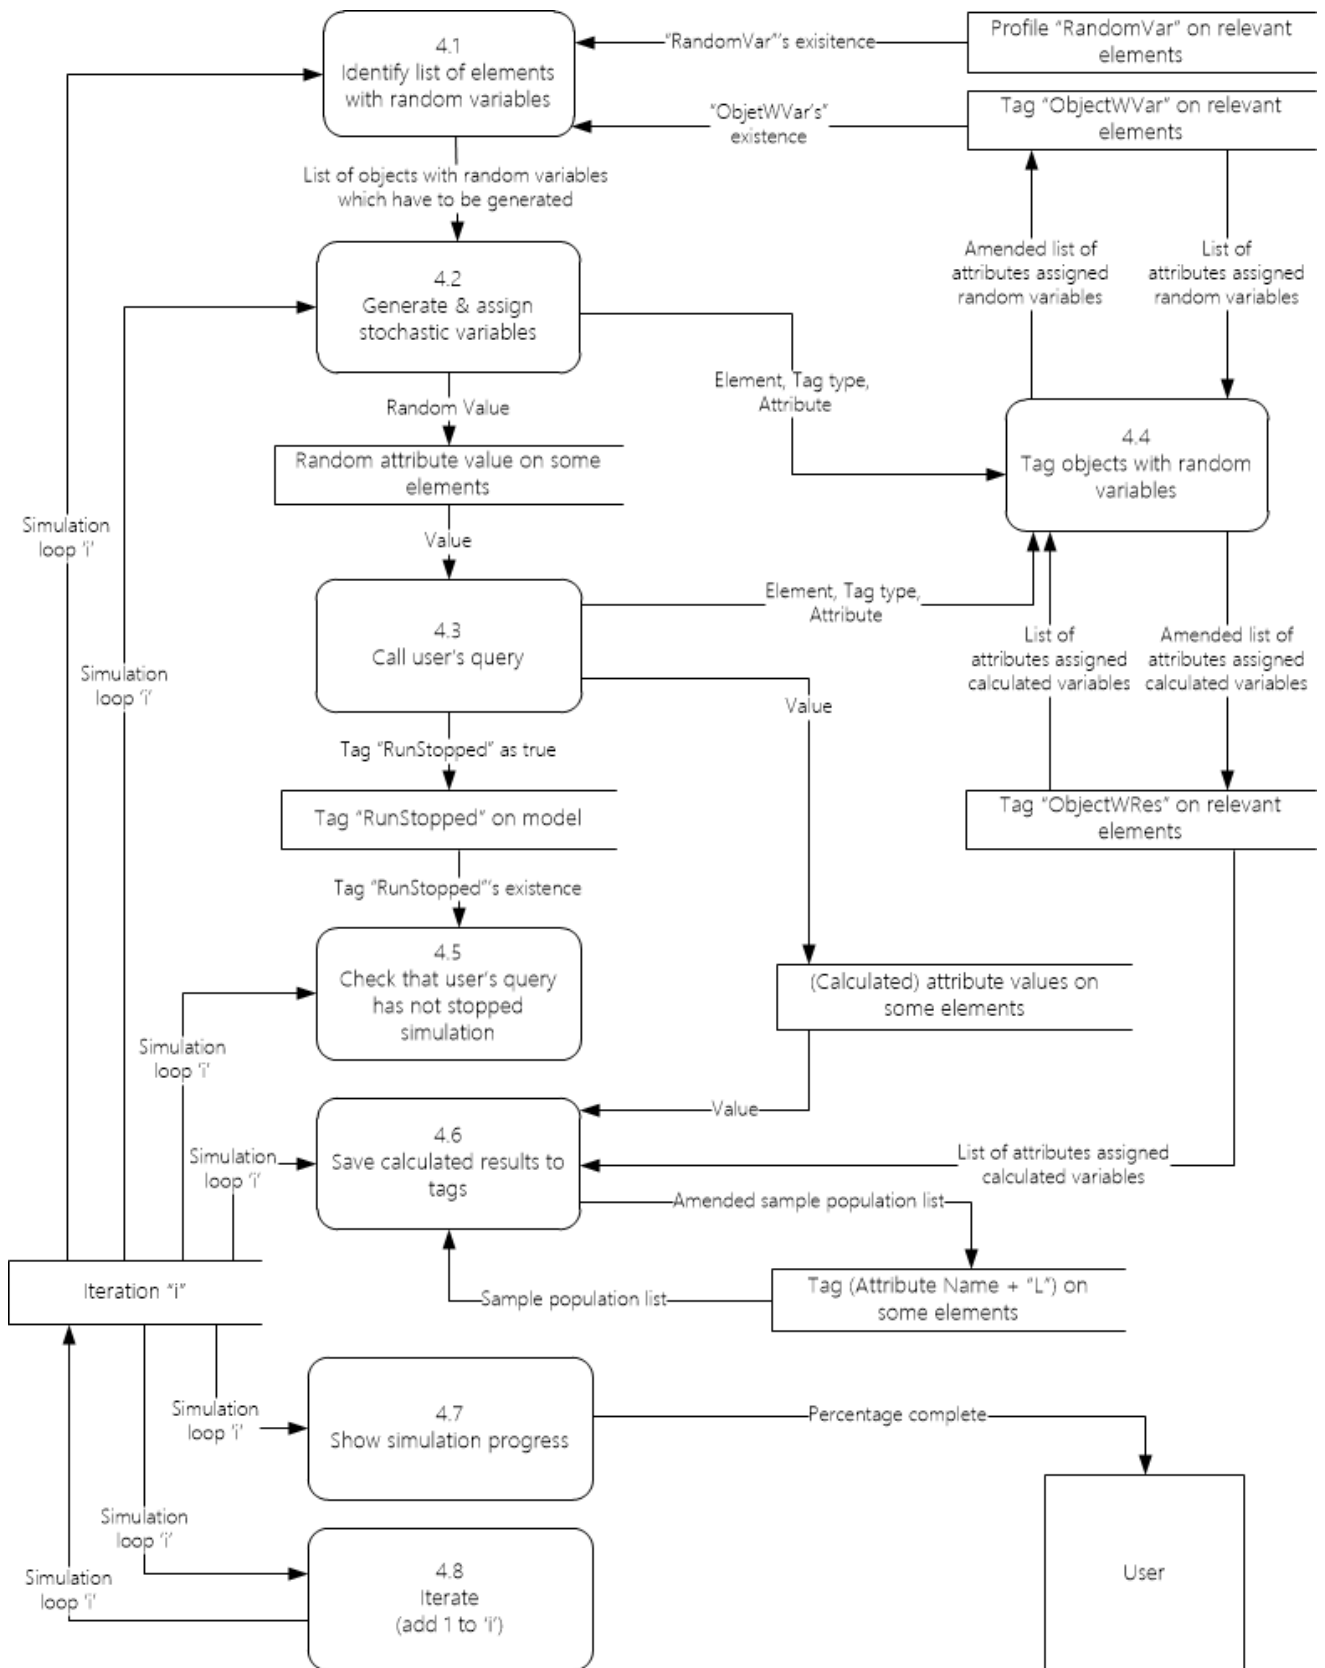 4.1
Identify list of elements
with random variables
"RandomVar"'s exisitence
Profile "RandomVar" on relevant
elements
"ObjetWVar's"
existence
Tag "ObjectWVar" on relevant
elements
List of objects with random variables
which have to be generated
4.2
Generate & assign
stochastic variables
Amended list of
attributes assigned
random variables
List of
attributes assigned
random variables
Element, Tag type,
Attribute
Random Value
Random attribute value on some
elements
4.4
Tag objects with random
variables
Simulation
loop 'i'
Value
4.3
Call user's query
Element, Tag type,
Attribute
List of
attributes assigned
calculated variables
Amended list of
attributes assigned
calculated variables
Simulation
loop 'i'
Value
Tag "RunStopped" as true
Tag "RunStopped" on model
Tag "ObjectWRes" on relevant
elements
Tag "RunStopped"'s existence
4.5
Check that user's query
has not stopped
simulation
(Calculated) attribute values on
some elements
Simulation
loop 'i'
Value
4.6
Save calculated results to
tags
Simulation
loop 'i'
List of attributes assigned
calculated variables
Amended sample population list
Iteration "i"
Sample population list
Tag (Attribute Name + "L") on
some elements
4.7
Show simulation progress
Simulation
loop 'i'
Percentage complete
Simulation
loop 'i'
Simulation
loop 'i'
4.8
Iterate
(add 1 to 'i')
User